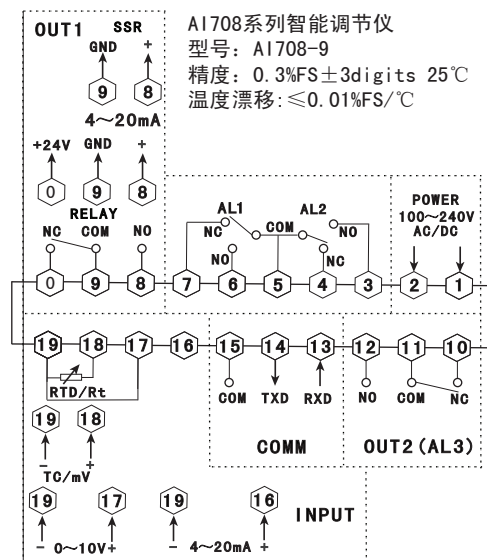 OUT1 SSR
GND +
9 8
4～20mA
+24V GND +
0 9 8
RELAY
NC COM NO
0 9 8
AI708系列智能调节仪
型号：AI708-9
精度：0.3%FS±3digits 25℃
温度漂移:≤0.01%FS/℃
AL1 AL2
NC COM NO
NO NC
7 6 5 4 3
POWER
100～240V
AC/DC
2 1
19 18 17 16 15 14 13 12 11 10
RTD/Rt
COM TXD RXD
NO COM NC
COMM
OUT2(AL3)
19 18
- +
TC/mV
19 17 19 16
INPUT
- 0～10V+ - 4～20mA +